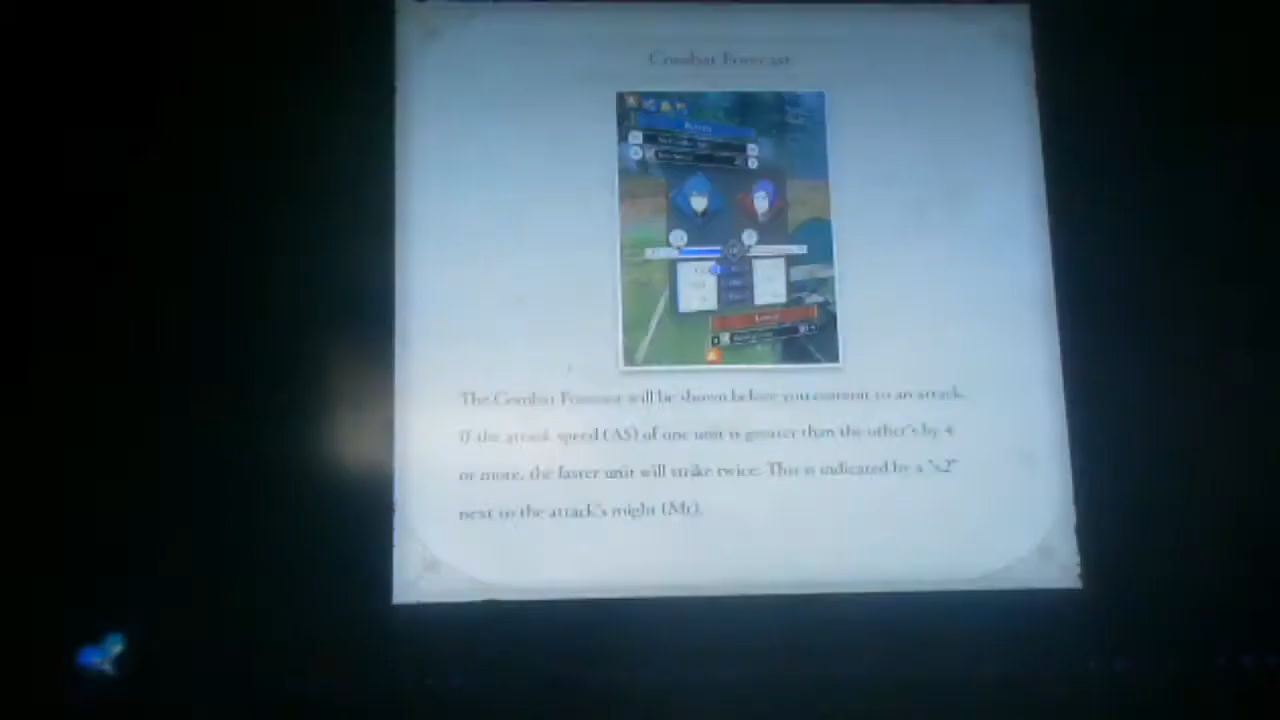 Combat Forecast
The Combat Forecast will be shown before you commit to an attack.
If the attack speed (AS) of one unit is greater than the other's by 4
or more, the faster unit will strike twice. This is indicated by a "x2"
next to the attack's might (Mt).